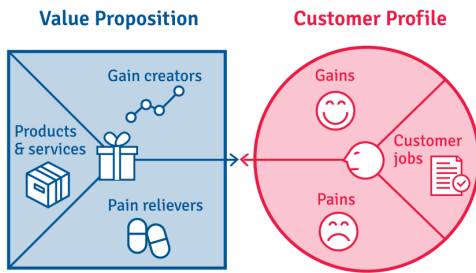 Value Proposition
Customer Profile
Gain creators
Products
& services
Pain relievers
Gains
Customer
jobs
Pains